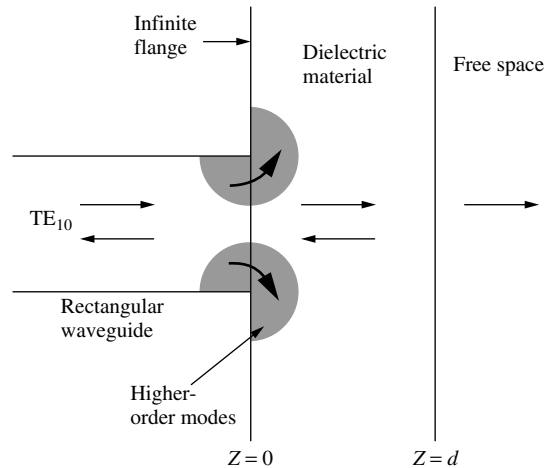 Infinite
flange
Dielectric
material
Free space
TE10
Rectangular
waveguide
Higher-
order modes
Z = 0
Z = d